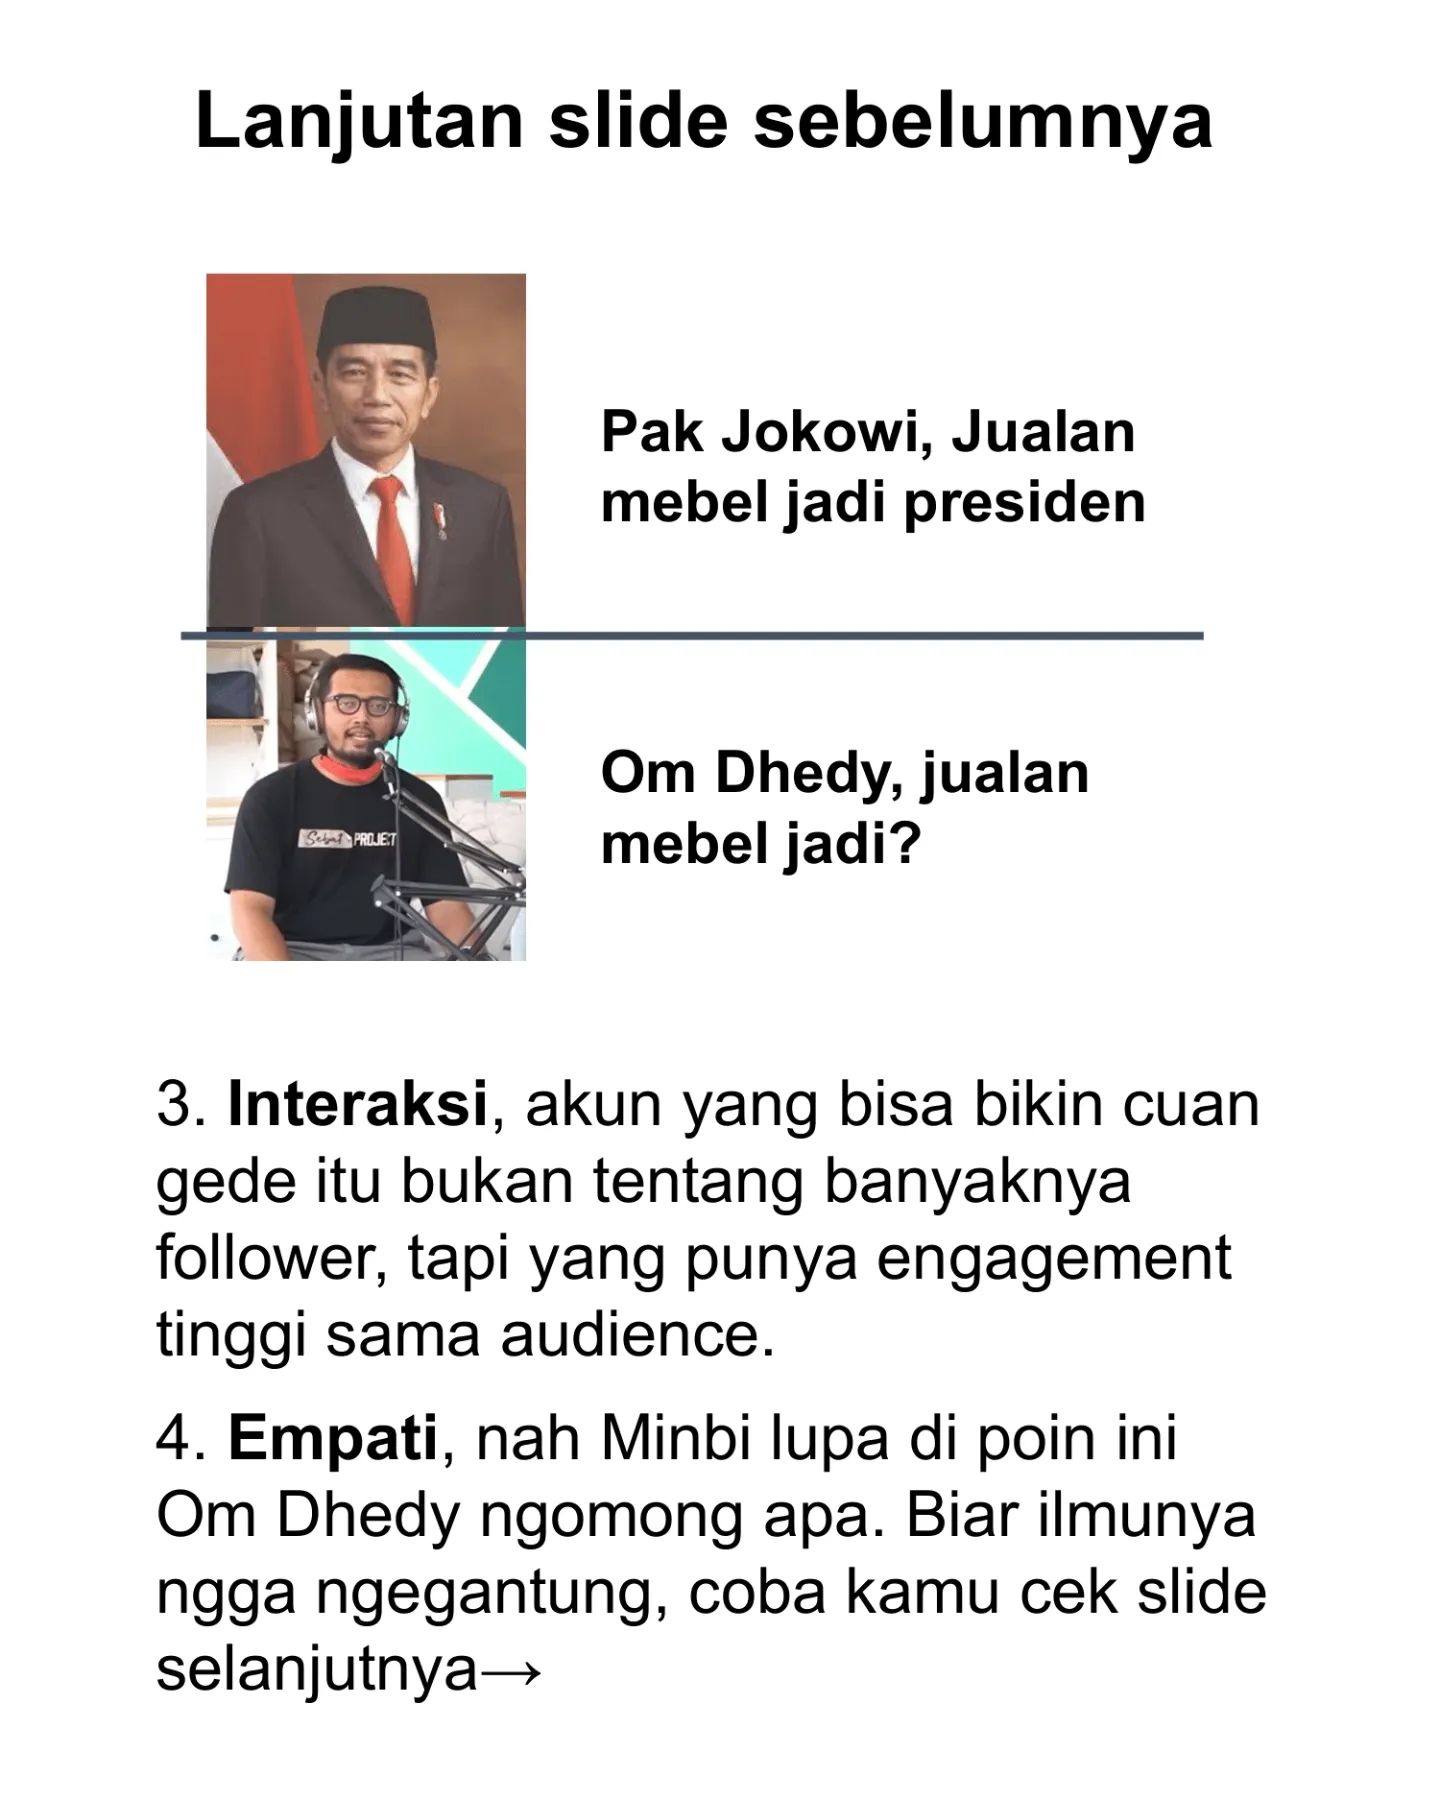 Lanjutan slide sebelumnya
Pak Jokowi, Jualan
mebel jadi presiden
Sebat PROJECT
Om Dhedy, jualan
mebel jadi?
3. Interaksi, akun yang bisa bikin cuan
gede itu bukan tentang banyaknya
follower, tapi yang punya engagement
tinggi sama audience.
4. Empati, nah Minbi lupa di poin ini
Om Dhedy ngomong apa. Biar ilmunya
ngga ngegantung, coba kamu cek slide
selanjutnya→